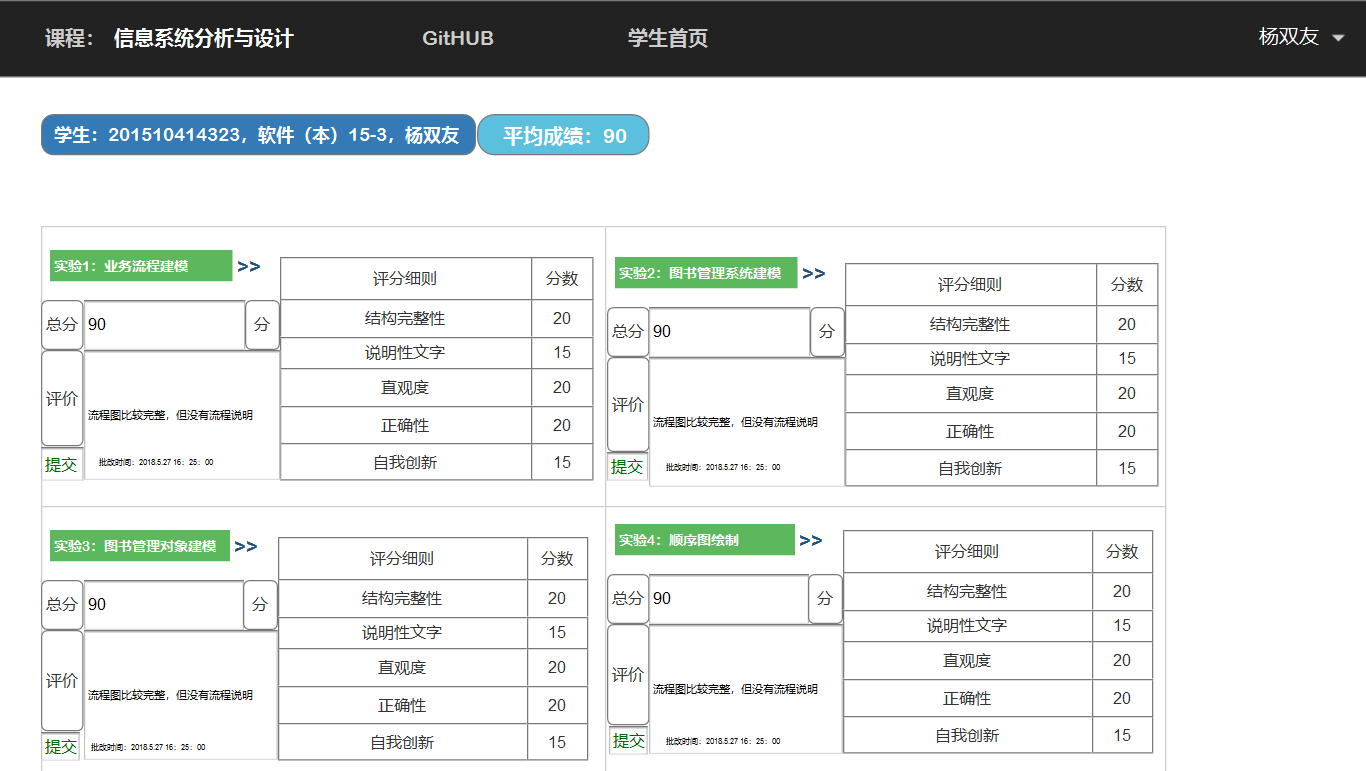 课程： 信息系统分析与设计 GitHUB 学生首页 杨双友
学生：201510414323，软件（本）15-3，杨双友 平均成绩：90
实验1：业务流程建模 >>
总分 90 分
评价 流程图比较完整，但没有流程说明
提交 批改时间：2018.5.27 16：25：00
评分细则 分数
结构完整性 20
说明性文字 15
直观度 20
正确性 20
自我创新 15
实验2：图书管理系统建模 >>
总分 90 分
评价 流程图比较完整，但没有流程说明
提交 批改时间：2018.5.27 16：25：00
评分细则 分数
结构完整性 20
说明性文字 15
直观度 20
正确性 20
自我创新 15
实验3：图书管理对象建模 >>
总分 90 分
评价 流程图比较完整，但没有流程说明
提交 批改时间：2018.5.27 16：25：00
评分细则 分数
结构完整性 20
说明性文字 15
直观度 20
正确性 20
自我创新 15
实验4：顺序图绘制 >>
总分 90 分
评价 流程图比较完整，但没有流程说明
提交 批改时间：2018.5.27 16：25：00
评分细则 分数
结构完整性 20
说明性文字 15
直观度 20
正确性 20
自我创新 15